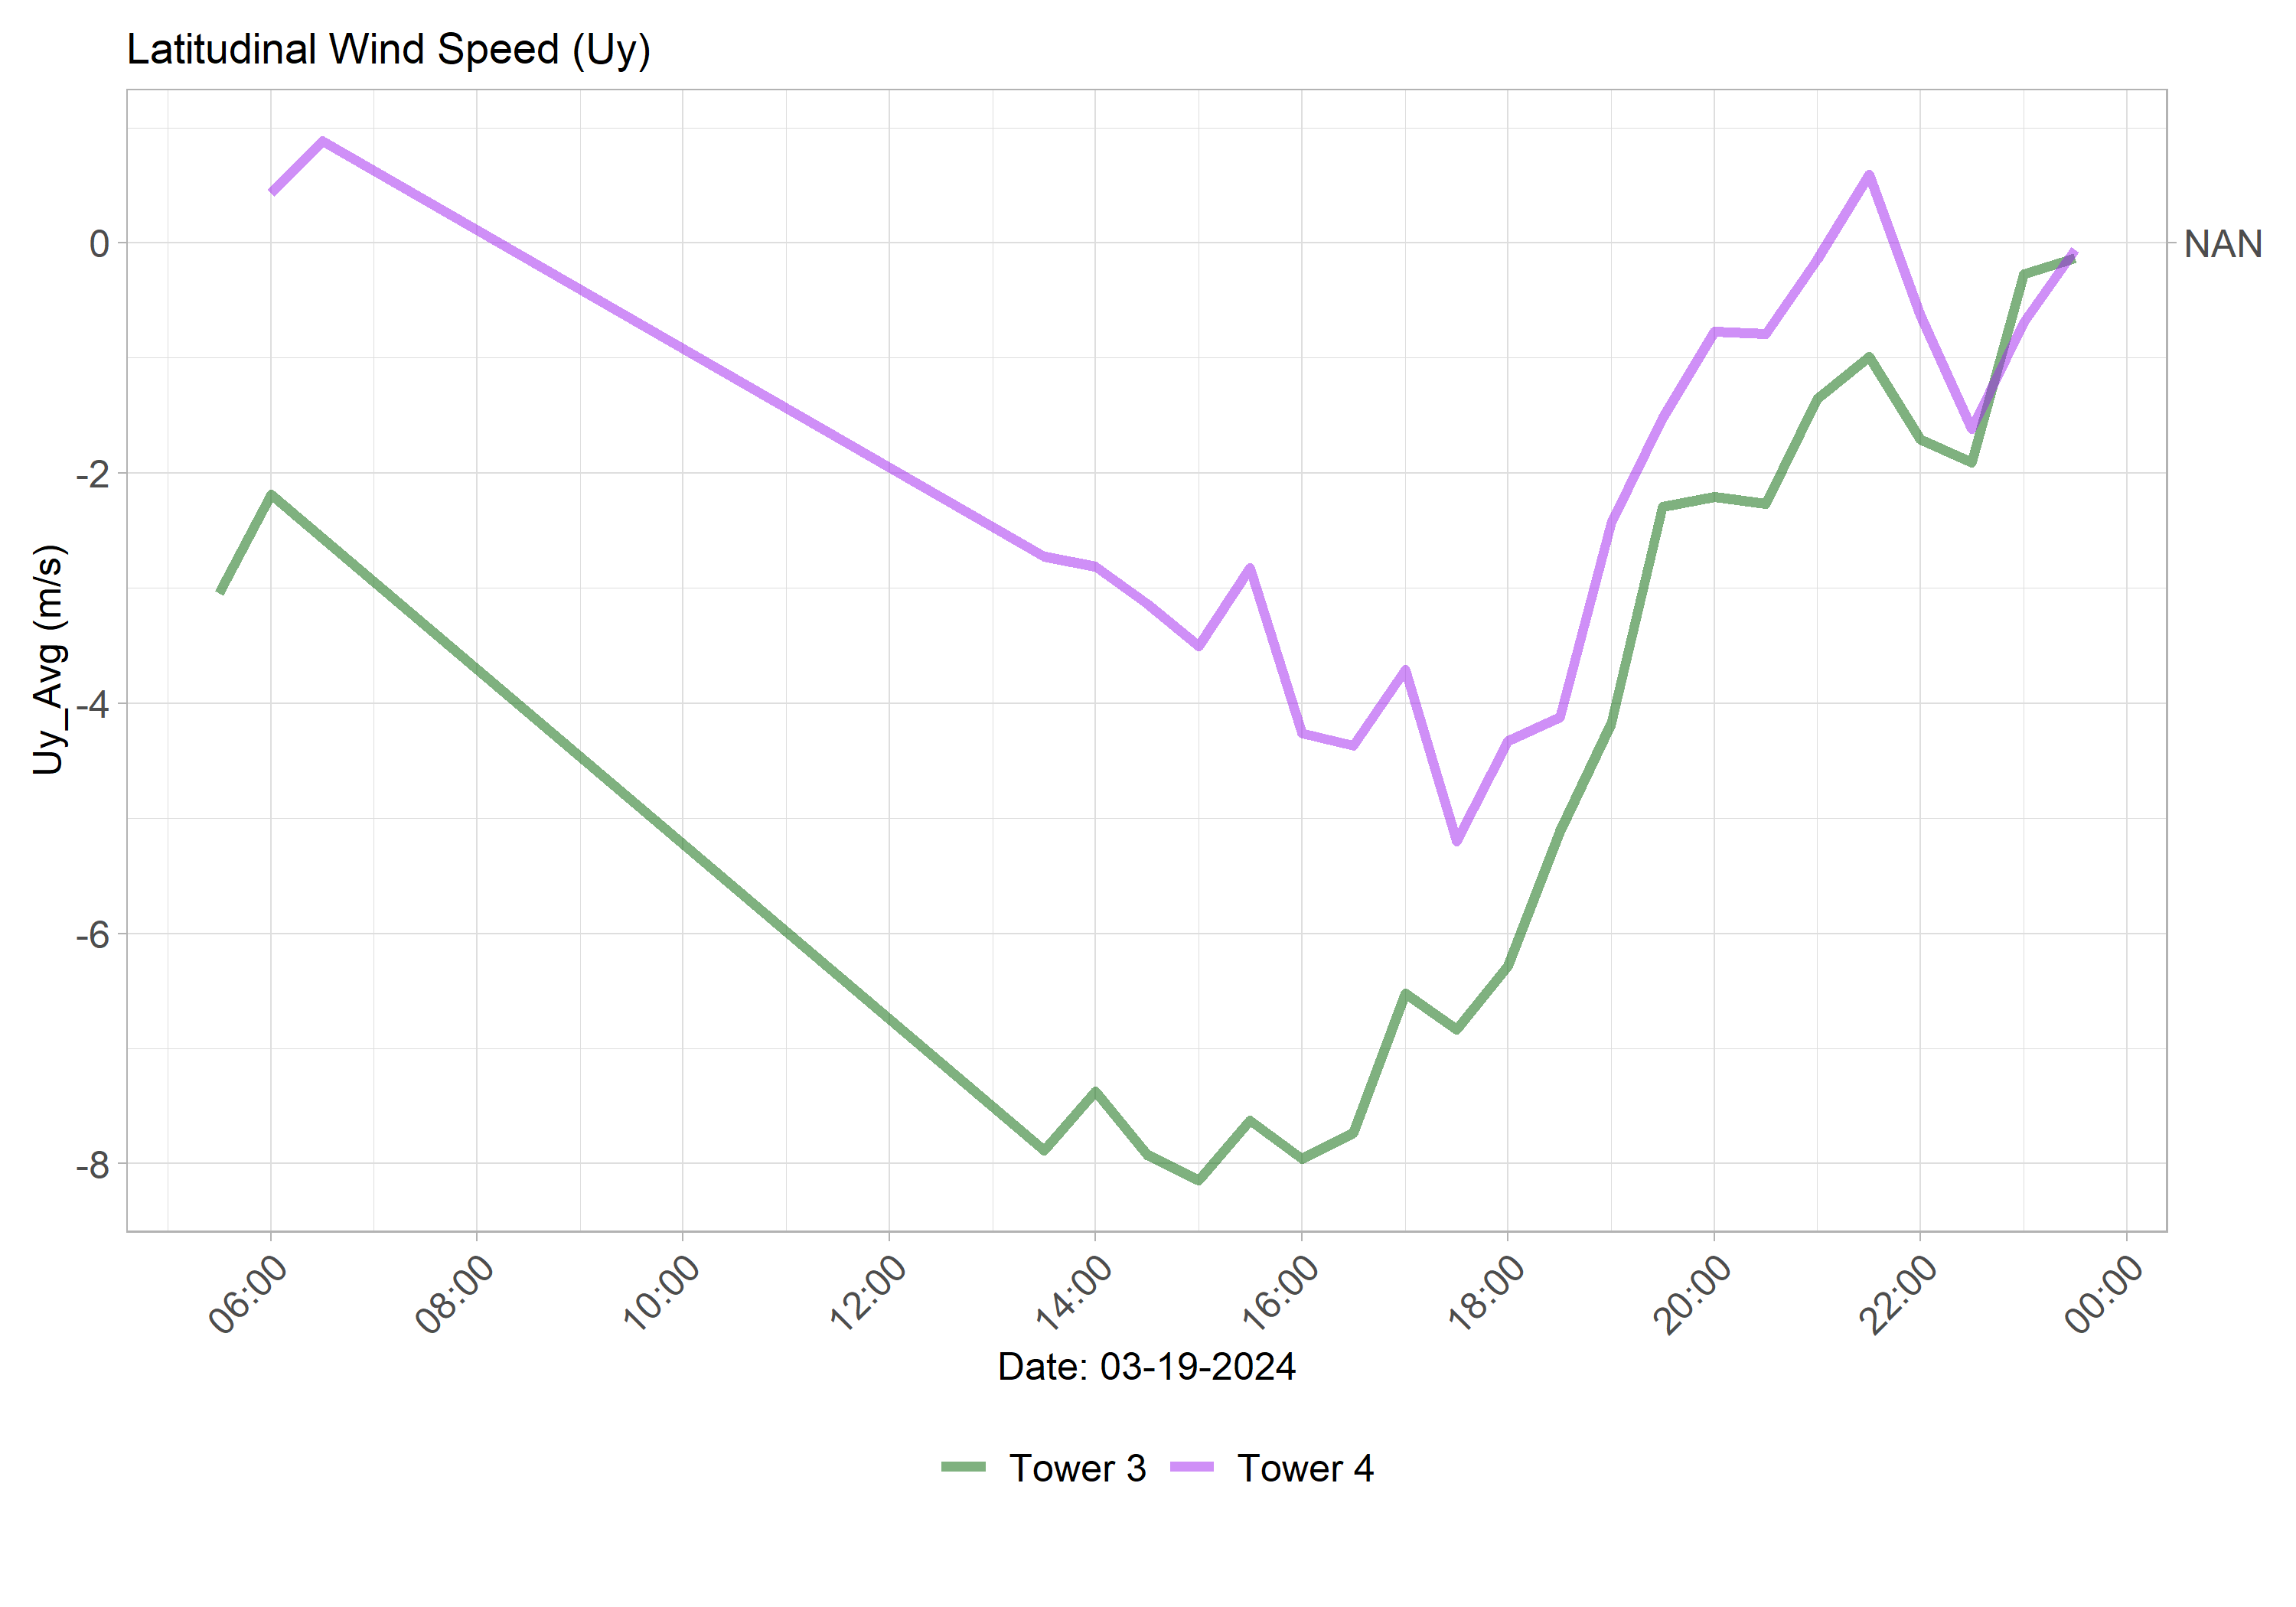 Latitudinal Wind Speed (Uy)
Uy_Avg (m/s)
0
-2
-4
-6
-8
NAN
06:00
08:00
10:00
12:00
14:00
16:00
18:00
20:00
22:00
00:00
Date: 03-19-2024
Tower 3
Tower 4